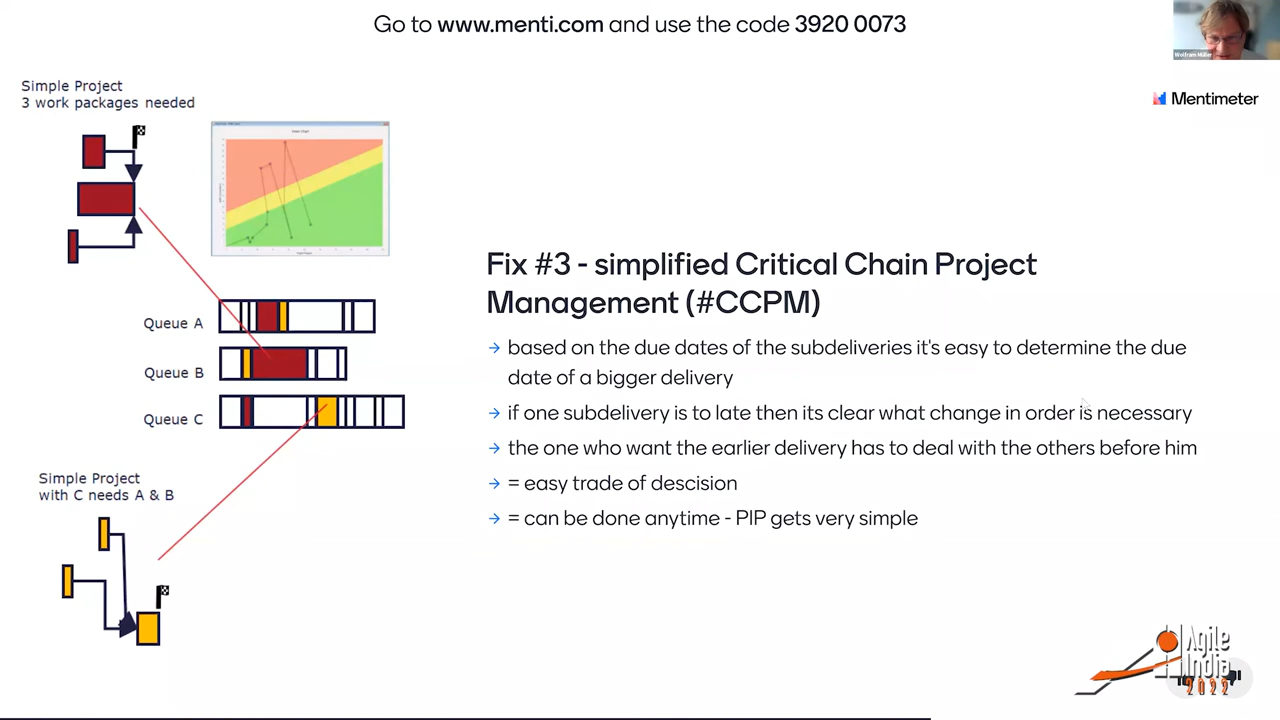 Go to www.menti.com and use the code 3920 0073
Wolfram Müller
Mentimeter
Simple Project
3 work packages needed
Queue A
Queue B
Queue C
Simple Project
with C needs A & B
Fix #3 - simplified Critical Chain Project
Management (#CCPM)
→ based on the due dates of the subdeliveries it's easy to determine the due
date of a bigger delivery
→ if one subdelivery is to late then its clear what change in order is necessary
→ the one who want the earlier delivery has to deal with the others before him
→ = easy trade of descision
→ = can be done anytime - PIP gets very simple
Agile
India
2022